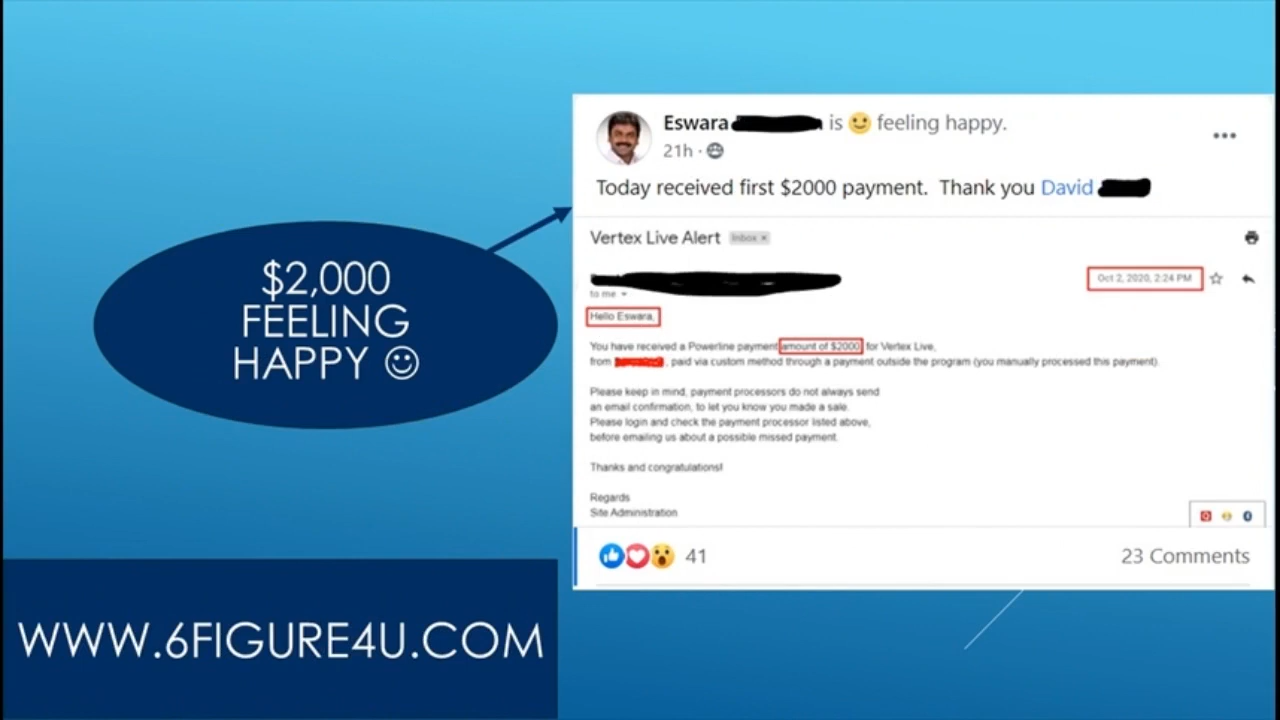 $2,000
FEELING
HAPPY ☺
WWW.6FIGURE4U.COM
Eswara is 🙂 feeling happy.
21h ·
Today received first $2000 payment. Thank you David
Vertex Live Alert Inbox ×
to me
Oct 2, 2020, 2:24 PM
Hello Eswara,
You have received a Powerline payment amount of $2000 for Vertex Live,
from , paid via custom method through a payment outside the program (you manually processed this payment).
Please keep in mind, payment processors do not always send
an email confirmation, to let you know you made a sale.
Please login and check the payment processor listed above,
before emailing us about a possible missed payment.
Thanks and congratulations!
Regards
Site Administration
41
23 Comments